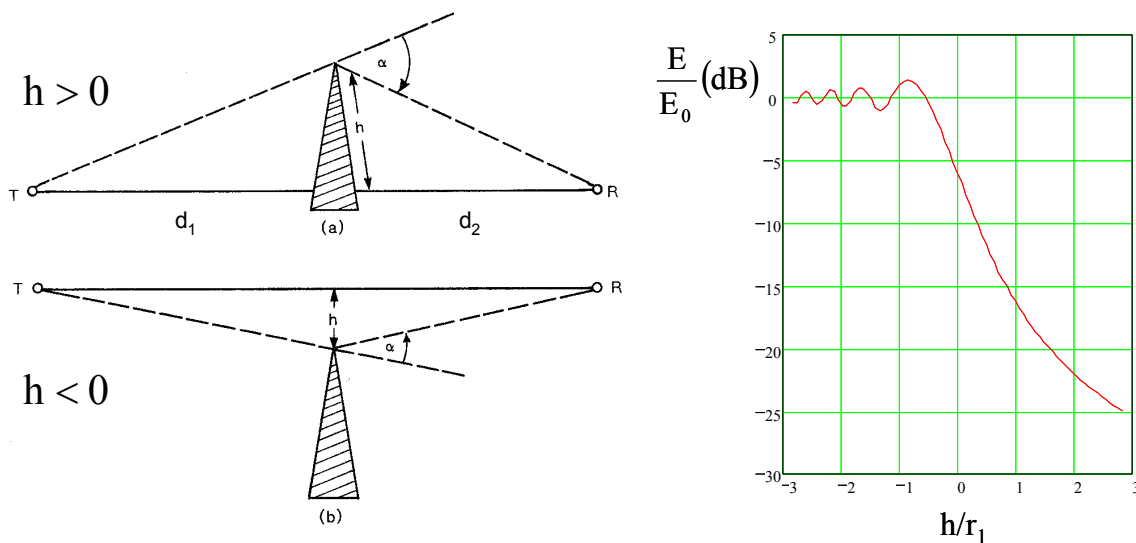 h > 0
α
h
T
R
d₁
d₂
(a)
T
R
h
α
h < 0
(b)
E
E₀
(dB)
5
0
−5
−10
−15
−20
−25
−30
−3 −2 −1 0 1 2 3
h/r₁